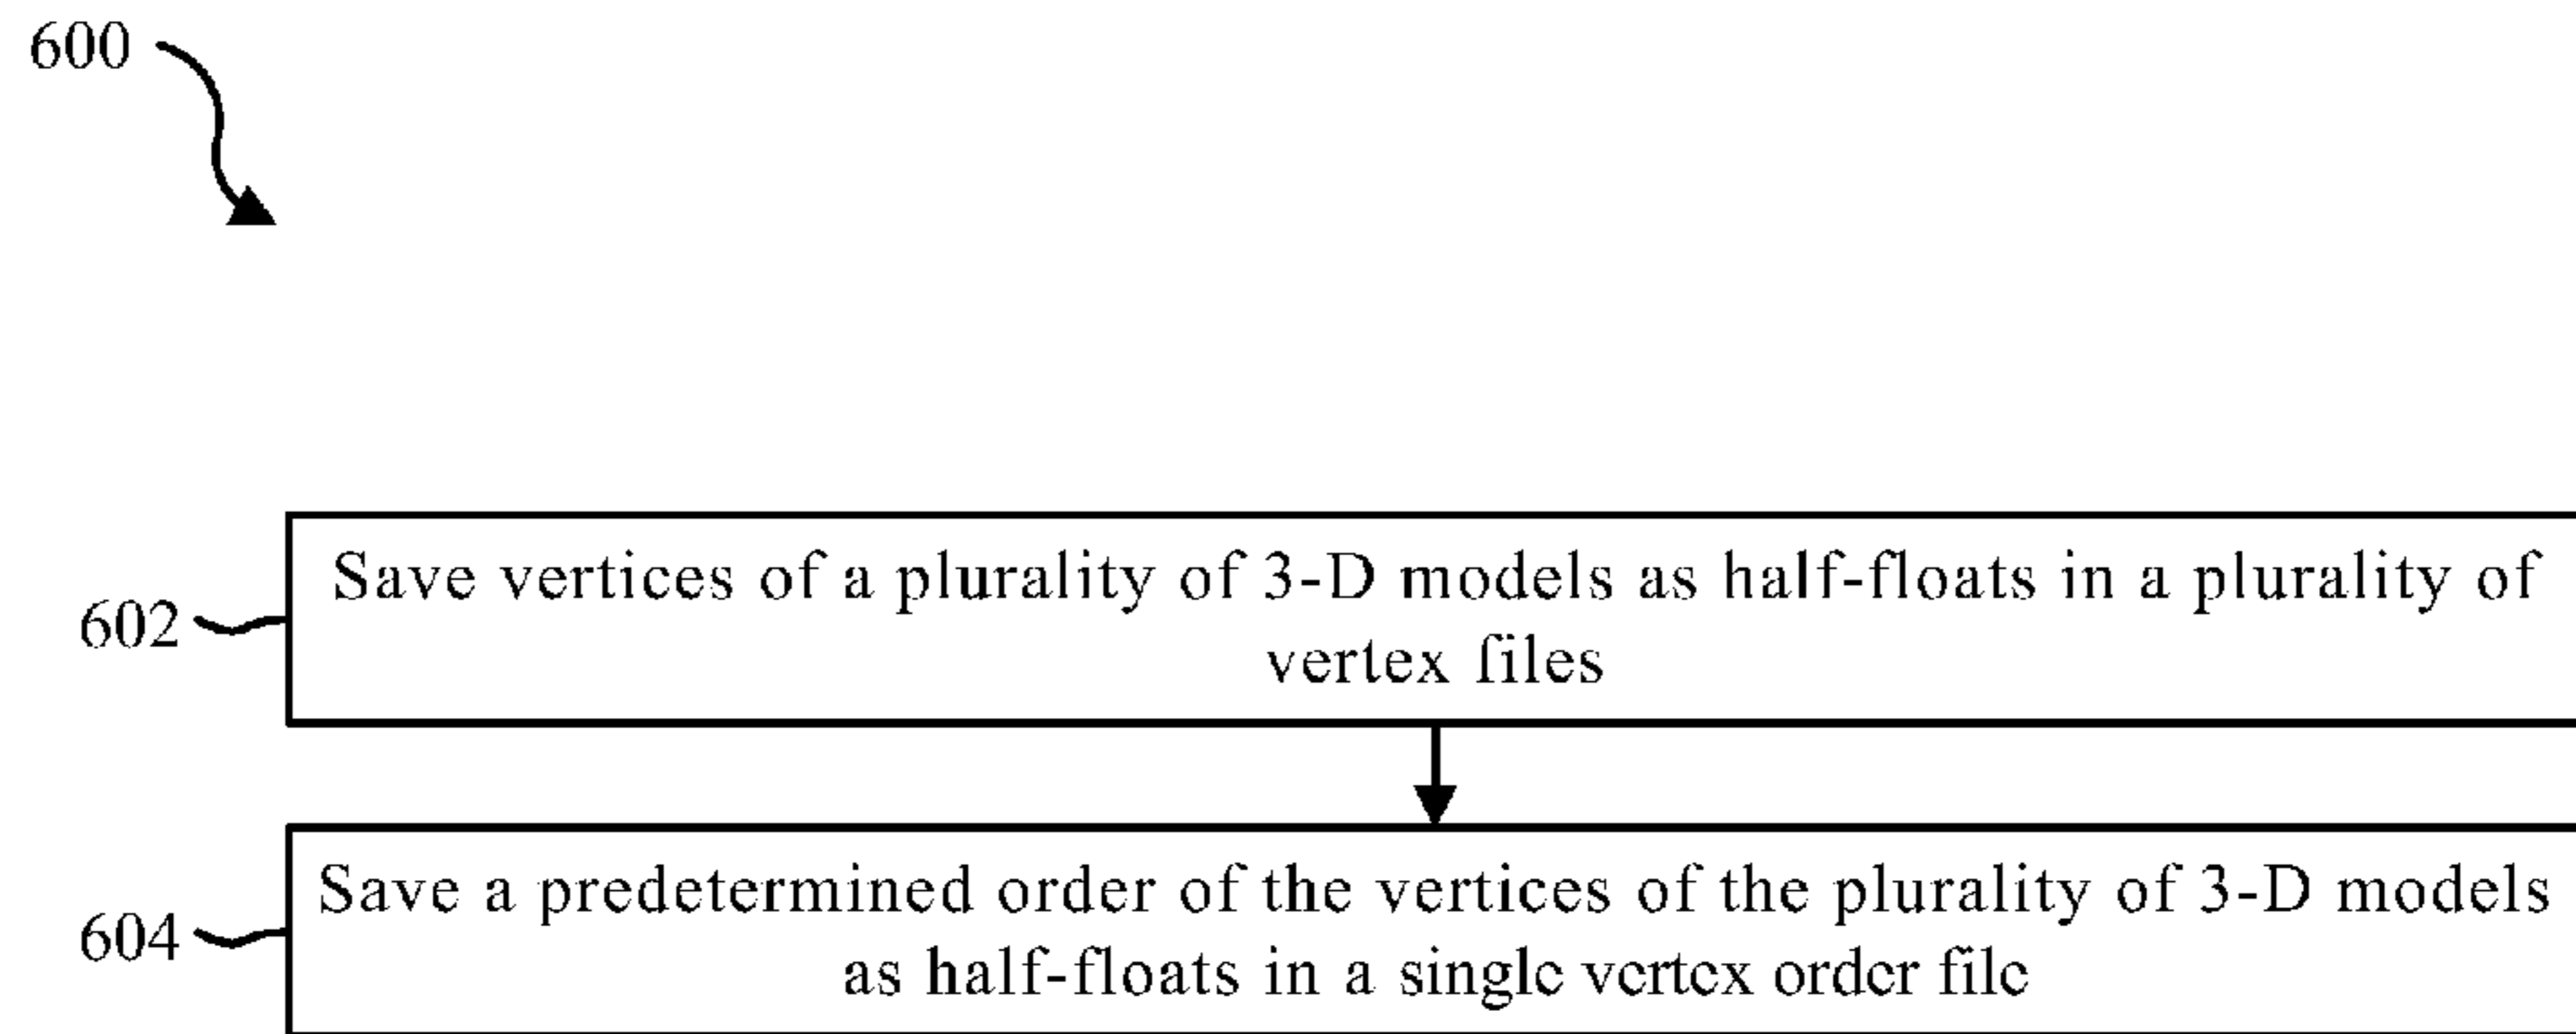 600
602
Save vertices of a plurality of 3-D models as half-floats in a plurality of
vertex files
604
Save a predetermined order of the vertices of the plurality of 3-D models
as half-floats in a single vertex order file